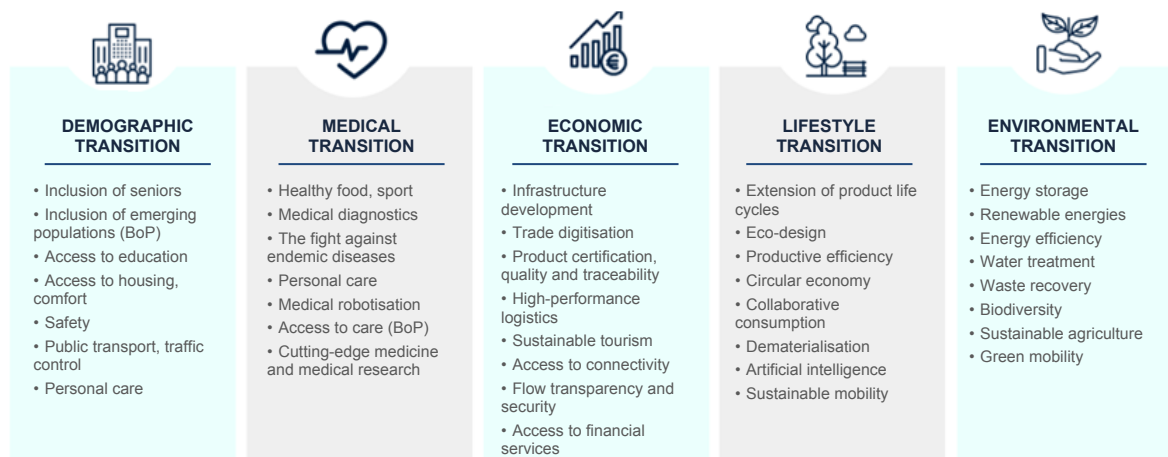 DEMOGRAPHIC
TRANSITION
• Inclusion of seniors
• Inclusion of emerging
populations (BoP)
• Access to education
• Access to housing,
comfort
• Safety
• Public transport, traffic
control
• Personal care
MEDICAL
TRANSITION
• Healthy food, sport
• Medical diagnostics
• The fight against
endemic diseases
• Personal care
• Medical robotisation
• Access to care (BoP)
• Cutting-edge medicine
and medical research
€
ECONOMIC
TRANSITION
• Infrastructure
development
• Trade digitisation
• Product certification,
quality and traceability
• High-performance
logistics
• Sustainable tourism
• Access to connectivity
• Flow transparency and
security
• Access to financial
services
LIFESTYLE
TRANSITION
• Extension of product life
cycles
• Eco-design
• Productive efficiency
• Circular economy
• Collaborative
consumption
• Dematerialisation
• Artificial intelligence
• Sustainable mobility
ENVIRONMENTAL
TRANSITION
• Energy storage
• Renewable energies
• Energy efficiency
• Water treatment
• Waste recovery
• Biodiversity
• Sustainable agriculture
• Green mobility